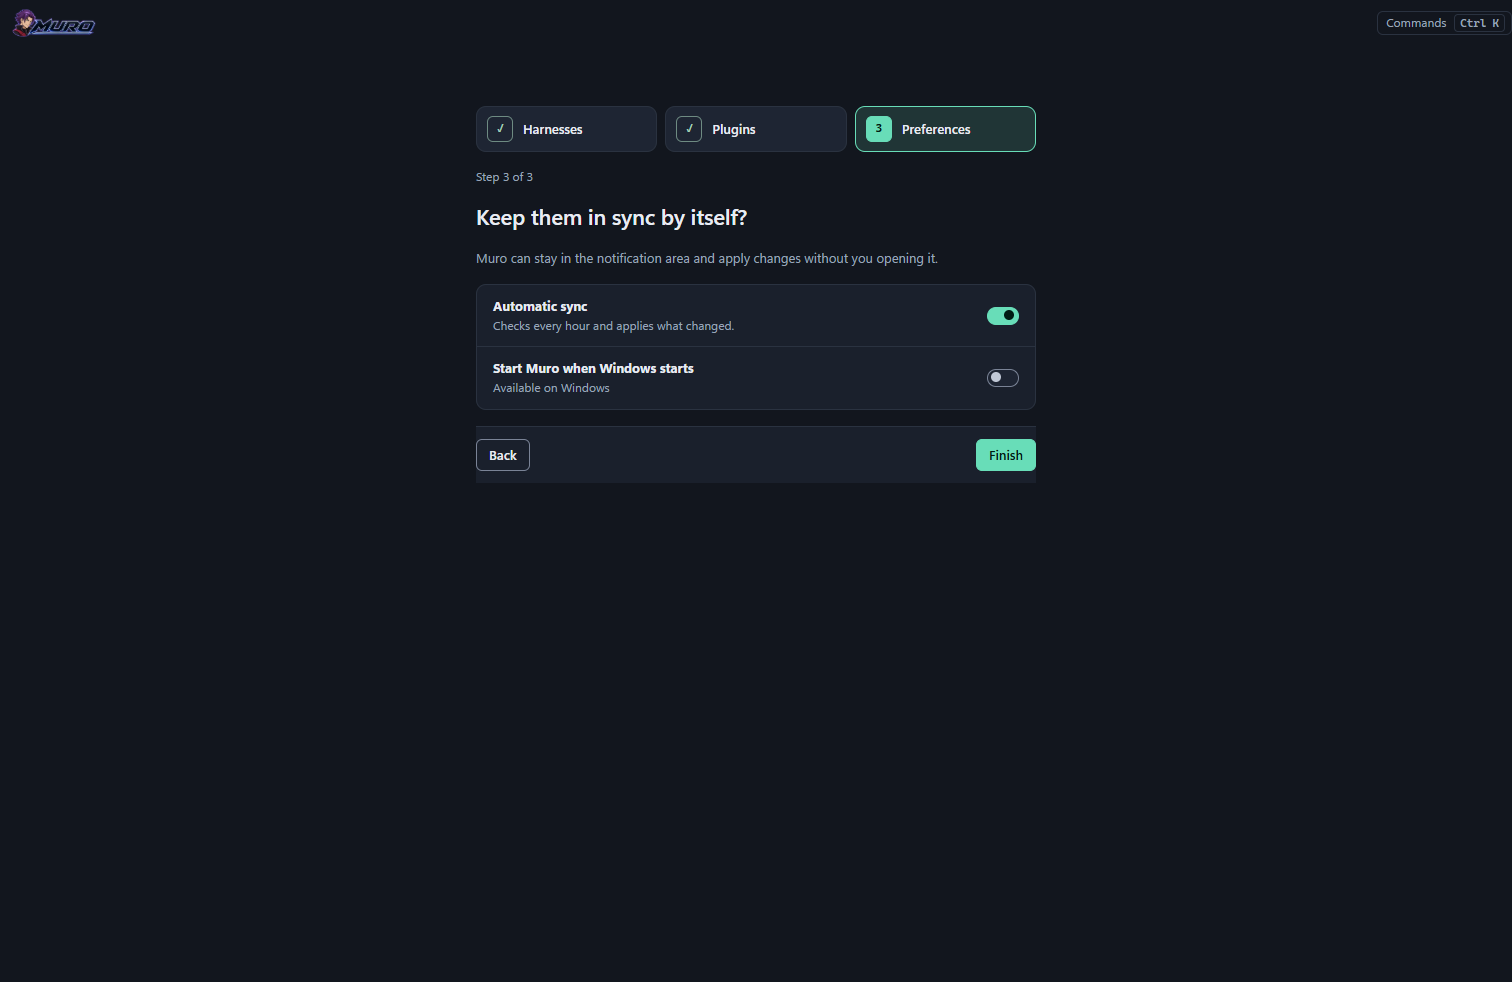 MURO
Commands Ctrl K
✓ Harnesses
✓ Plugins
3 Preferences
Step 3 of 3
Keep them in sync by itself?
Muro can stay in the notification area and apply changes without you opening it.
Automatic sync
Checks every hour and applies what changed.
Start Muro when Windows starts
Available on Windows
Back
Finish